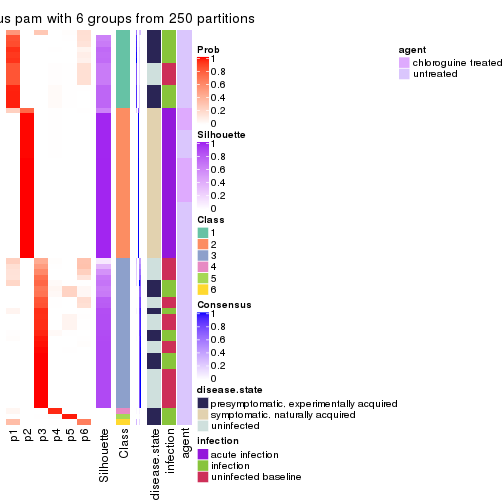 us pam with 6 groups from 250 partitions
Prob
1
0.8
0.6
0.4
0.2
0
Silhouette
1
0.8
0.6
0.4
0.2
0
Class
1
2
3
4
5
6
Consensus
1
0.8
0.6
0.4
0.2
0
disease.state
presymptomatic, experimentally acquired
symptomatic, naturally acquired
uninfected
infection
acute infection
infection
uninfected baseline
agent
chloroguine treated
untreated
p1
p2
p3
p4
p5
p6
Silhouette
Class
disease.state
infection
agent